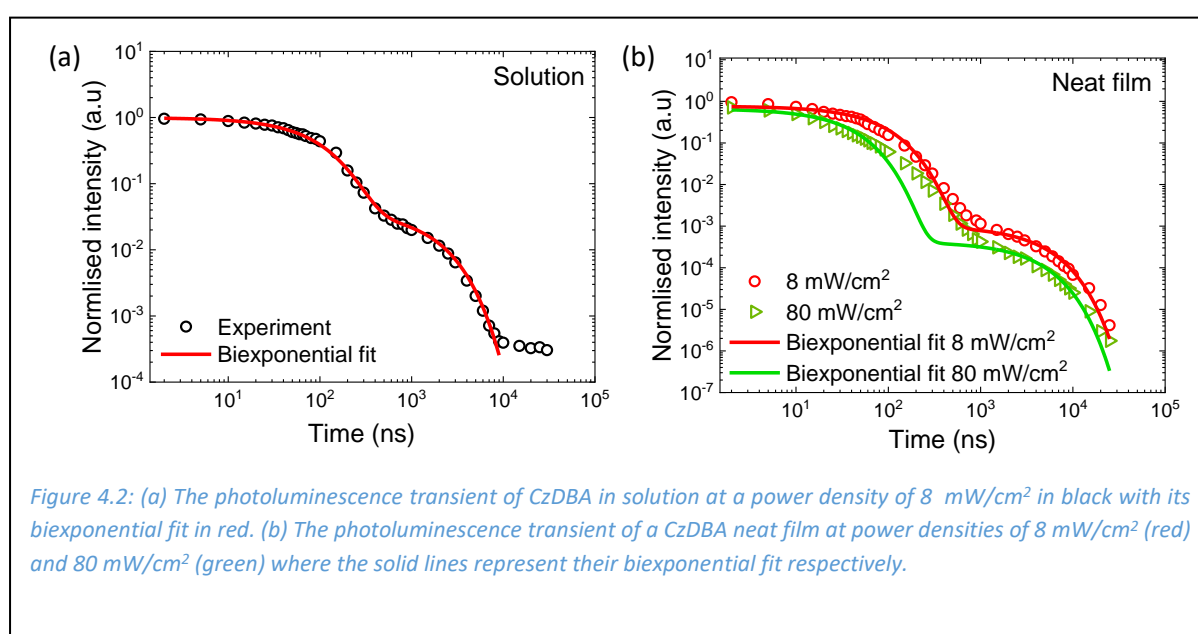 (a)
Solution
10¹
10⁰
10⁻¹
10⁻²
10⁻³
10⁻⁴
Normlised intensity (a.u)
Experiment
Biexponential fit
10¹ 10² 10³ 10⁴ 10⁵
Time (ns)
(b)
Neat film
10¹
10⁰
10⁻¹
10⁻²
10⁻³
10⁻⁴
10⁻⁵
10⁻⁶
10⁻⁷
Normlised intensity (a.u)
8 mW/cm²
80 mW/cm²
Biexponential fit 8 mW/cm²
Biexponential fit 80 mW/cm²
10¹ 10² 10³ 10⁴ 10⁵
Time (ns)
Figure 4.2: (a) The photoluminescence transient of CzDBA in solution at a power density of 8 mW/cm² in black with its
biexponential fit in red. (b) The photoluminescence transient of a CzDBA neat film at power densities of 8 mW/cm² (red)
and 80 mW/cm² (green) where the solid lines represent their biexponential fit respectively.